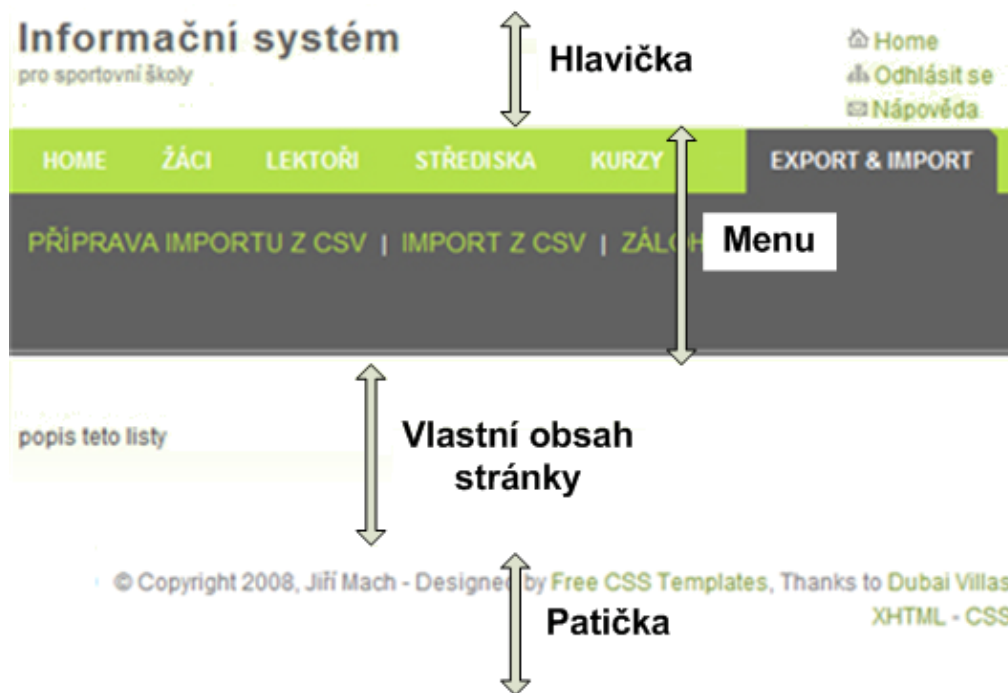 Informační systém
pro sportovní školy
Hlavička
Home
Odhlásit se
Nápověda
HOME ŽÁCI LEKTOŘI STŘEDISKA KURZY EXPORT & IMPORT
PŘÍPRAVA IMPORTU Z CSV | IMPORT Z CSV |
Menu
popis teto listy
Vlastní obsah
stránky
© Copyright 2008, Jiří Mach - Designed by Free CSS Templates, Thanks to Dubai Villas
XHTML - CSS
Patička